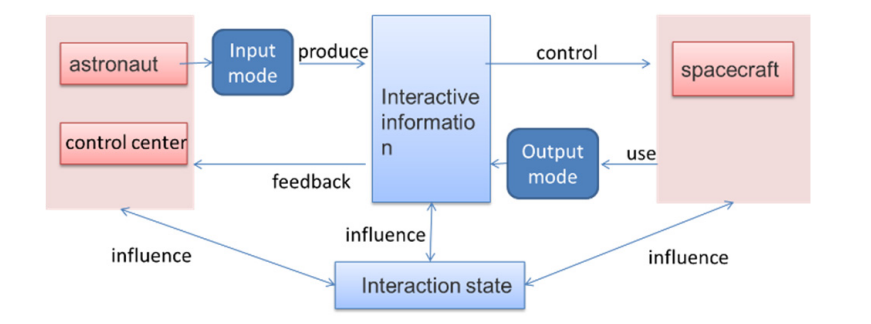 astronaut
Input
mode
produce
Interactive
informatio
n
control
spacecraft
control center
feedback
Output
mode
use
influence
influence
influence
Interaction state